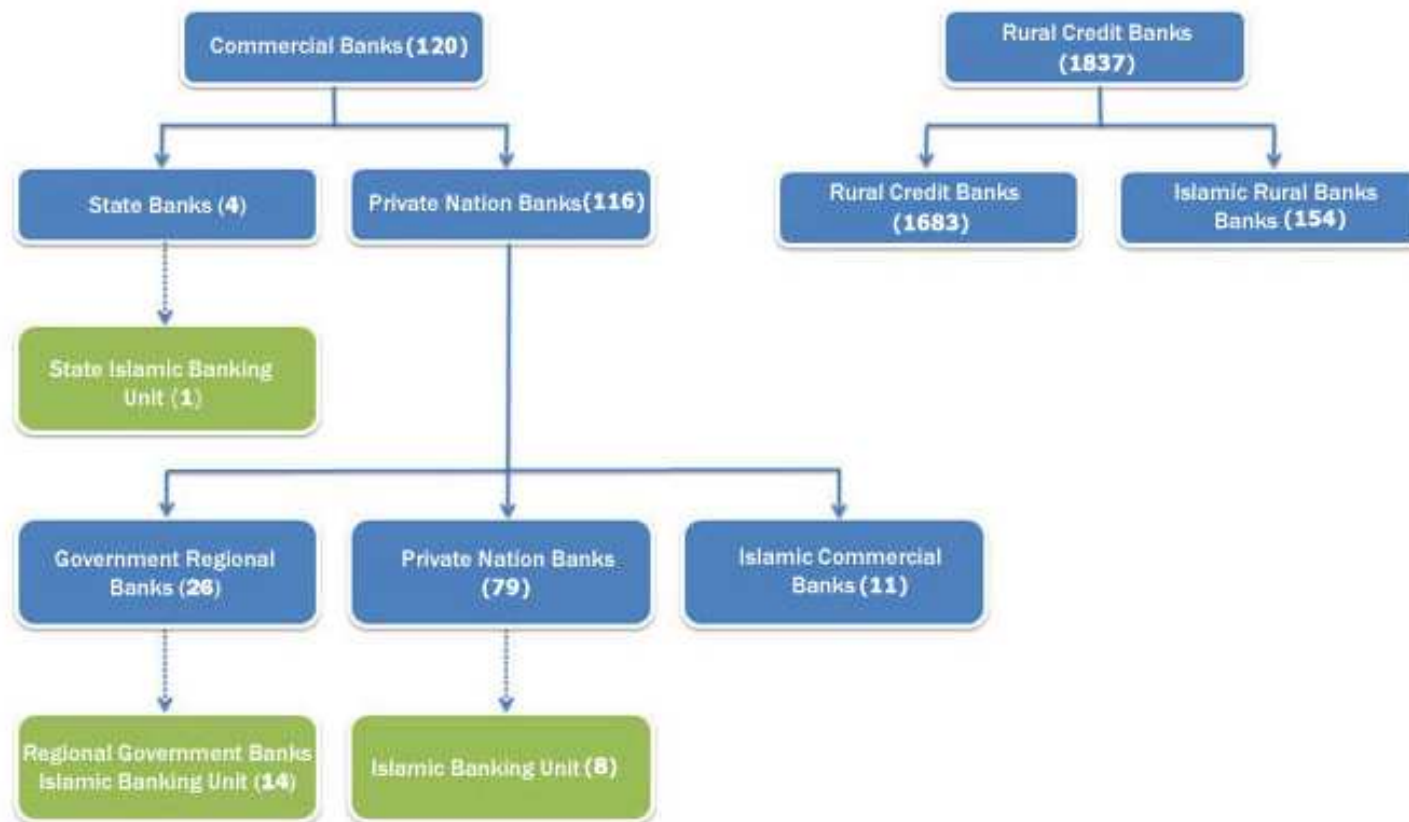 Commercial Banks (120)
Rural Credit Banks
(1837)
State Banks (4)
Private Nation Banks (116)
Rural Credit Banks
(1683)
Islamic Rural Banks
Banks (154)
State Islamic Banking
Unit (1)
Government Regional
Banks (26)
Private Nation Banks
(79)
Islamic Commercial
Banks (11)
Regional Government Banks
Islamic Banking Unit (14)
Islamic Banking Unit (8)